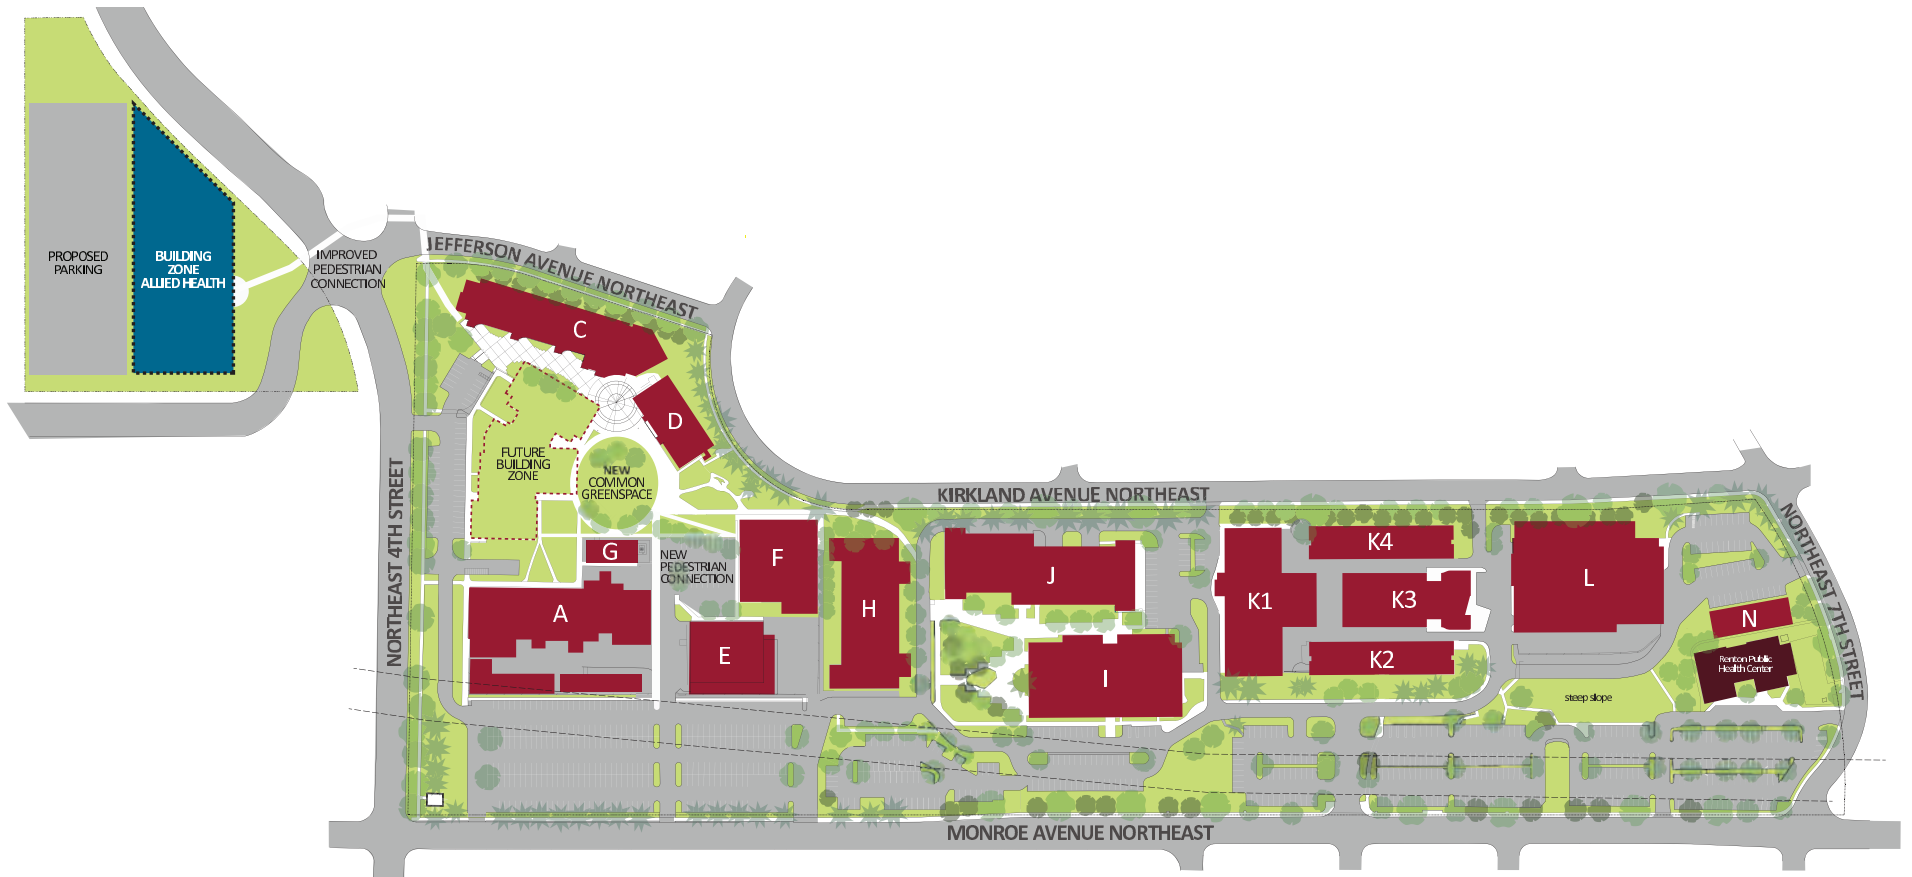 PROPOSED
PARKING
BUILDING
ZONE
ALLIED HEALTH
IMPROVED
PEDESTRIAN
CONNECTION
JEFFERSON AVENUE NORTHEAST
C
D
FUTURE
BUILDING
ZONE
NEW
COMMON
GREENSPACE
NORTHEAST 4TH STREET
G
NEW
PEDESTRIAN
CONNECTION
A
E
F
H
KIRKLAND AVENUE NORTHEAST
J
I
K1
K4
K3
K2
L
N
Renton Public
Health Center
steep slope
NORTHEAST 7TH STREET
MONROE AVENUE NORTHEAST